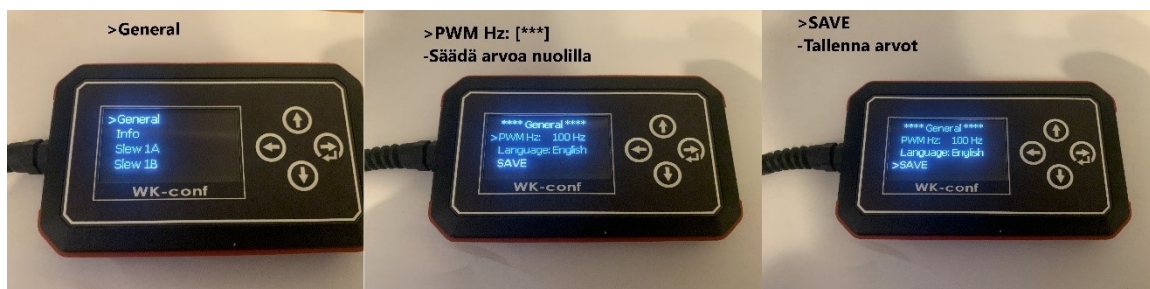 >General
>General
Info
Slew 1A
Slew 1B
WK-conf
>PWM Hz: [***]
-Säädä arvoa nuolilla
**** General ****
>PWM Hz: 100 Hz
Language: English
SAVE
WK-conf
>SAVE
-Tallenna arvot
**** General ****
PWM Hz: 100 Hz
Language: English
>SAVE
WK-conf